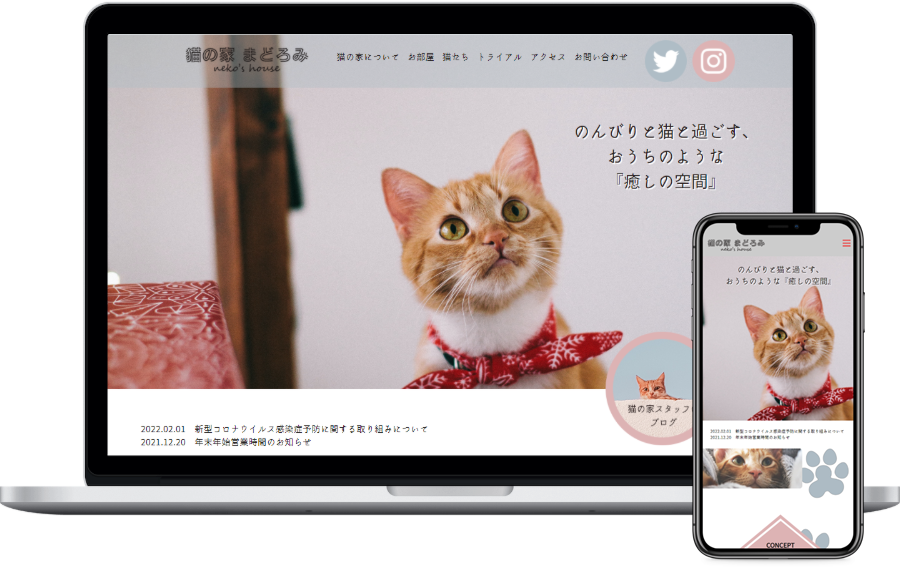 猫の家 まどろみ
neko's house
猫の家について お部屋 猫たち トライアル アクセス お問い合わせ
のんびりと猫と過ごす、
おうちのような
『癒しの空間』
猫の家スタッフ
ブログ
2022.02.01 新型コロナウイルス感染症予防に関する取り組みについて
2021.12.20 年末年始営業時間のお知らせ
猫の家 まどろみ
neko's house
のんびりと猫と過ごす、
おうちのような『癒しの空間』
2022.02.01 新型コロナウイルス感染症予防に関する取り組みについて
2021.12.20 年末年始営業時間のお知らせ
CONCEPT